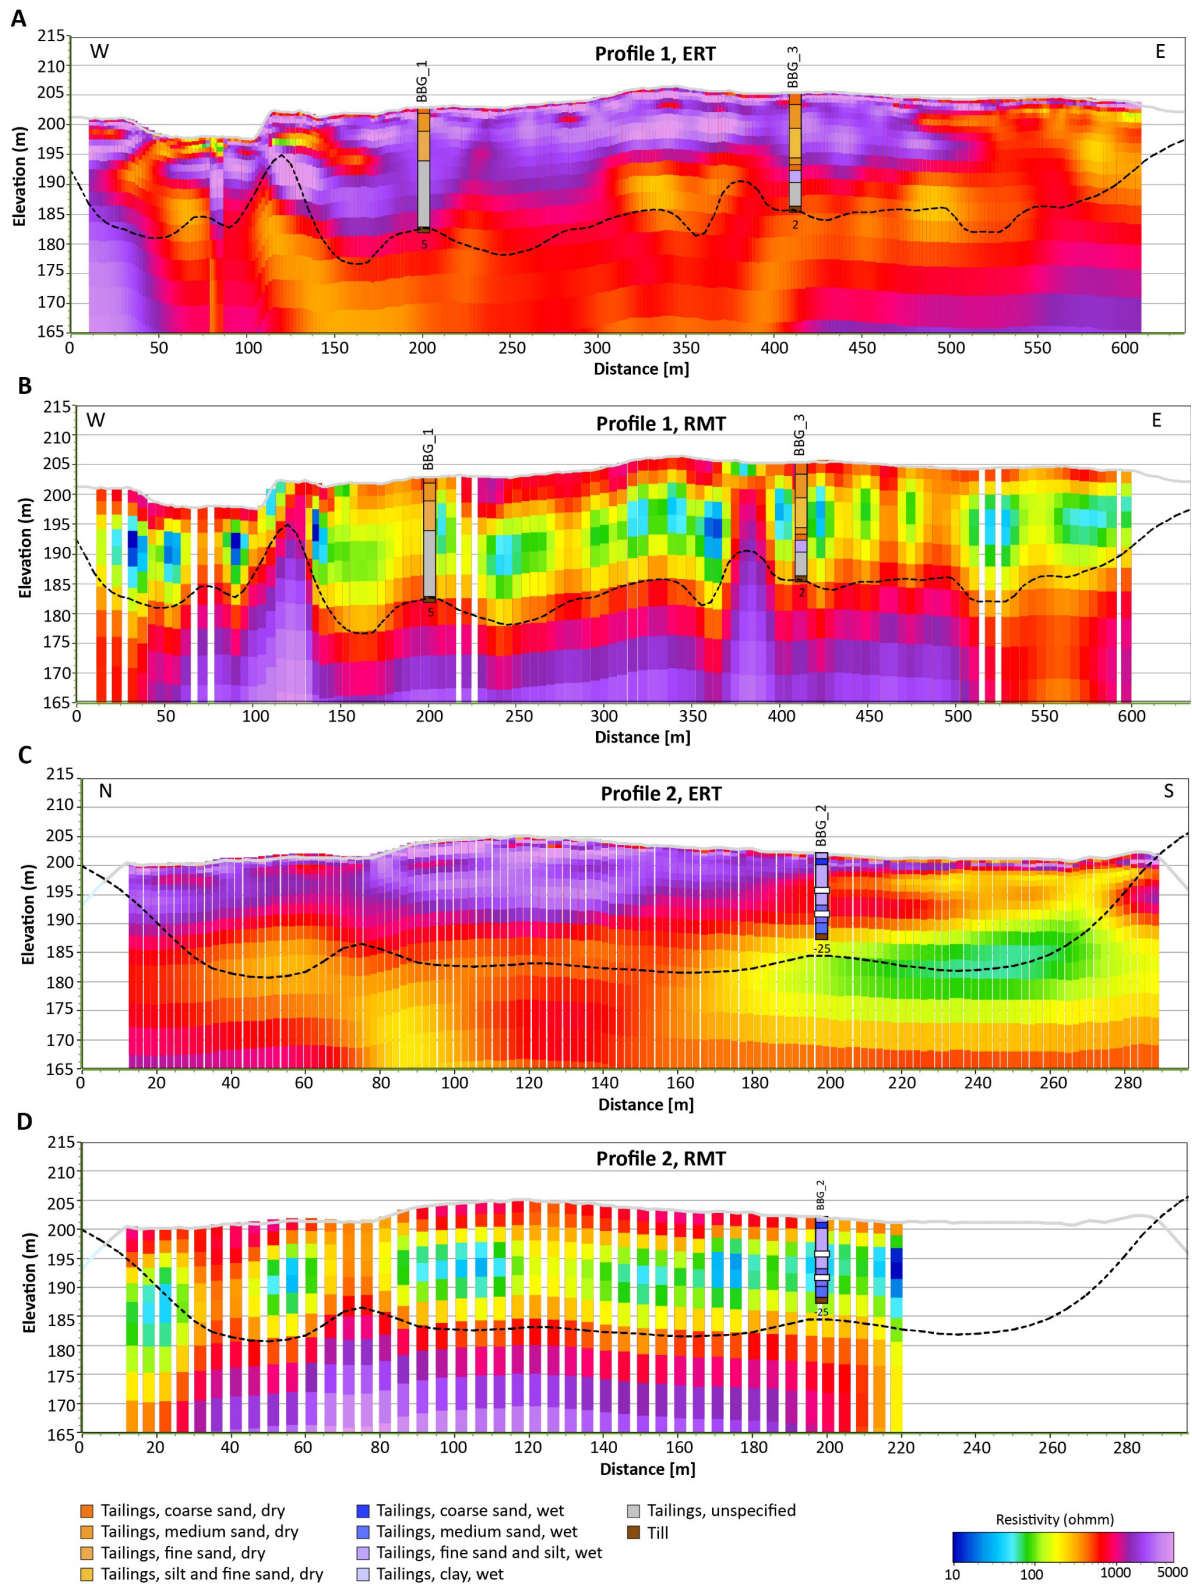 A
W
Profile 1, ERT
E
BBG_1
BBG_3
215
210
205
200
195
190
185
180
175
170
165
Elevation (m)
5
2
0 50 100 150 200 250 300 350 400 450 500 550 600
Distance [m]
B
W
Profile 1, RMT
E
BBG_1
BBG_3
215
210
205
200
195
190
185
180
175
170
165
Elevation (m)
5
2
0 50 100 150 200 250 300 350 400 450 500 550 600
Distance [m]
C
N
Profile 2, ERT
S
BBG_2
215
210
205
200
195
190
185
180
175
170
165
Elevation (m)
-25
0 20 40 60 80 100 120 140 160 180 200 220 240 260 280
Distance [m]
D
Profile 2, RMT
BBG_2
215
210
205
200
195
190
185
180
175
170
165
Elevation (m)
-25
0 20 40 60 80 100 120 140 160 180 200 220 240 260 280
Distance [m]
Tailings, coarse sand, dry
Tailings, medium sand, dry
Tailings, fine sand, dry
Tailings, silt and fine sand, dry
Tailings, coarse sand, wet
Tailings, medium sand, wet
Tailings, fine sand and silt, wet
Tailings, clay, wet
Tailings, unspecified
Till
Resistivity (ohmm)
10 100 1000 5000